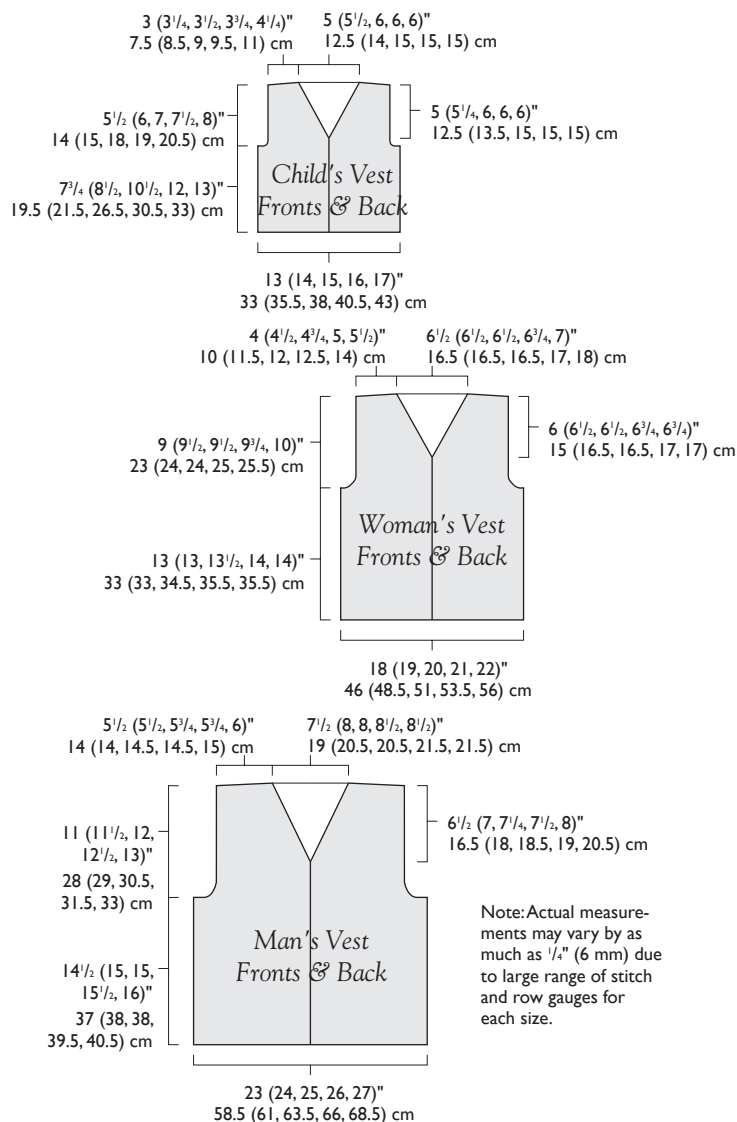 3 (3¹/₄, 3¹/₂, 3³/₄, 4¹/₄)"
7.5 (8.5, 9, 9.5, 11) cm
5 (5¹/₂, 6, 6, 6)"
12.5 (14, 15, 15, 15) cm
5¹/₂ (6, 7, 7¹/₂, 8)"
14 (15, 18, 19, 20.5) cm
5 (5¹/₄, 6, 6, 6)"
12.5 (13.5, 15, 15, 15) cm
7³/₄ (8¹/₂, 10¹/₂, 12, 13)"
19.5 (21.5, 26.5, 30.5, 33) cm
Child's Vest
Fronts & Back
13 (14, 15, 16, 17)"
33 (35.5, 38, 40.5, 43) cm
4 (4¹/₂, 4³/₄, 5, 5¹/₂)"
10 (11.5, 12, 12.5, 14) cm
6¹/₂ (6¹/₂, 6¹/₂, 6³/₄, 7)"
16.5 (16.5, 16.5, 17, 18) cm
9 (9¹/₂, 9¹/₂, 9³/₄, 10)"
23 (24, 24, 25, 25.5) cm
6 (6¹/₂, 6¹/₂, 6³/₄, 6³/₄)"
15 (16.5, 16.5, 17, 17) cm
13 (13, 13¹/₂, 14, 14)"
33 (33, 34.5, 35.5, 35.5) cm
Woman's Vest
Fronts & Back
18 (19, 20, 21, 22)"
46 (48.5, 51, 53.5, 56) cm
5¹/₂ (5¹/₂, 5³/₄, 5³/₄, 6)"
14 (14, 14.5, 14.5, 15) cm
7¹/₂ (8, 8, 8¹/₂, 8¹/₂)"
19 (20.5, 20.5, 21.5, 21.5) cm
11 (11¹/₂, 12,
12¹/₂, 13)"
28 (29, 30.5,
31.5, 33) cm
6¹/₂ (7, 7¹/₄, 7¹/₂, 8)"
16.5 (18, 18.5, 19, 20.5) cm
14¹/₂ (15, 15,
15¹/₂, 16)"
37 (38, 38,
39.5, 40.5) cm
Man's Vest
Fronts & Back
Note: Actual measure-
ments may vary by as
much as ¹/₄" (6 mm) due
to large range of stitch
and row gauges for
each size.
23 (24, 25, 26, 27)"
58.5 (61, 63.5, 66, 68.5) cm